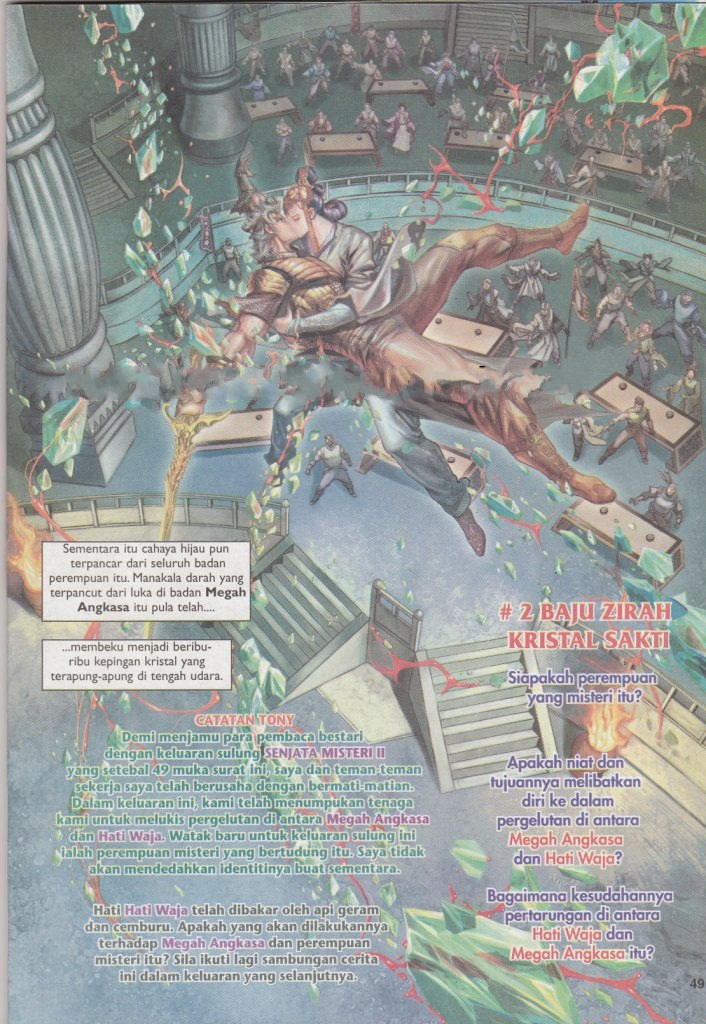 Sementara itu cahaya hijau pun
terpancar dari seluruh badan
perempuan itu. Manakala darah yang
terpancut dari luka di badan Megah
Angkasa itu pula telah....
...membeku menjadi beribu-
ribu kepingan kristal yang
terapung-apung di tengah udara.
# 2 BAJU ZIRAH
KRISTAL SAKTI
Siapakah perempuan
yang misteri itu?
Apakah niat dan
tujuannya melibatkan
diri ke dalam
pergelutan di antara
Megah Angkasa
dan Hati Waja?
Bagaimana kesudahannya
pertarungan di antara
Hati Waja dan
Megah Angkasa itu?
CATATAN TONY
Demi menjamu para pembaca bestari
dengan keluaran sulung SENJATA MISTERI II
yang setebal 49 muka surat ini, saya dan teman-teman
sekerja saya telah berusaha dengan bermati-matian.
Dalam keluaran ini, kami telah menumpukan tenaga
kami untuk melukis pergelutan di antara Megah Angkasa
dan Hati Waja. Watak baru untuk keluaran sulung ini
ialah perempuan misteri yang bertudung itu. Saya tidak
akan mendedahkan identitinya buat sementara.
Hati Hati Waja telah dibakar oleh api geram
dan cemburu. Apakah yang akan dilakukannya
terhadap Megah Angkasa dan perempuan
misteri itu? Sila ikuti lagi sambungan cerita
ini dalam keluaran yang selanjutnya.
49